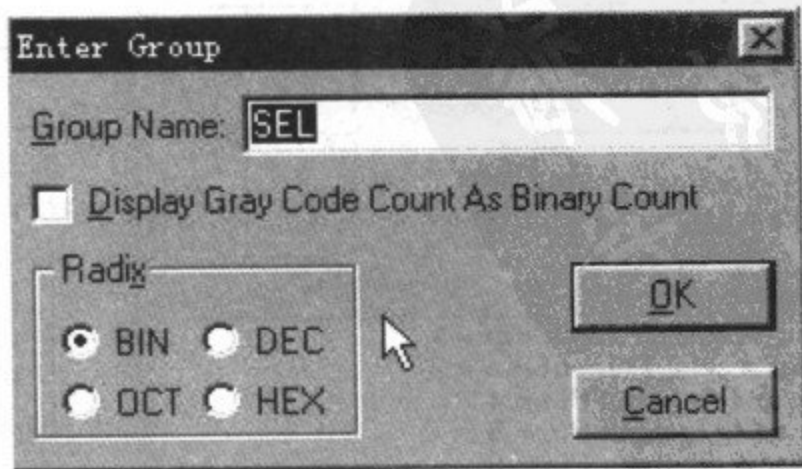 Enter Group
Group Name: SEL
Display Gray Code Count As Binary Count
Radix
BIN DEC
OCT HEX
OK
Cancel